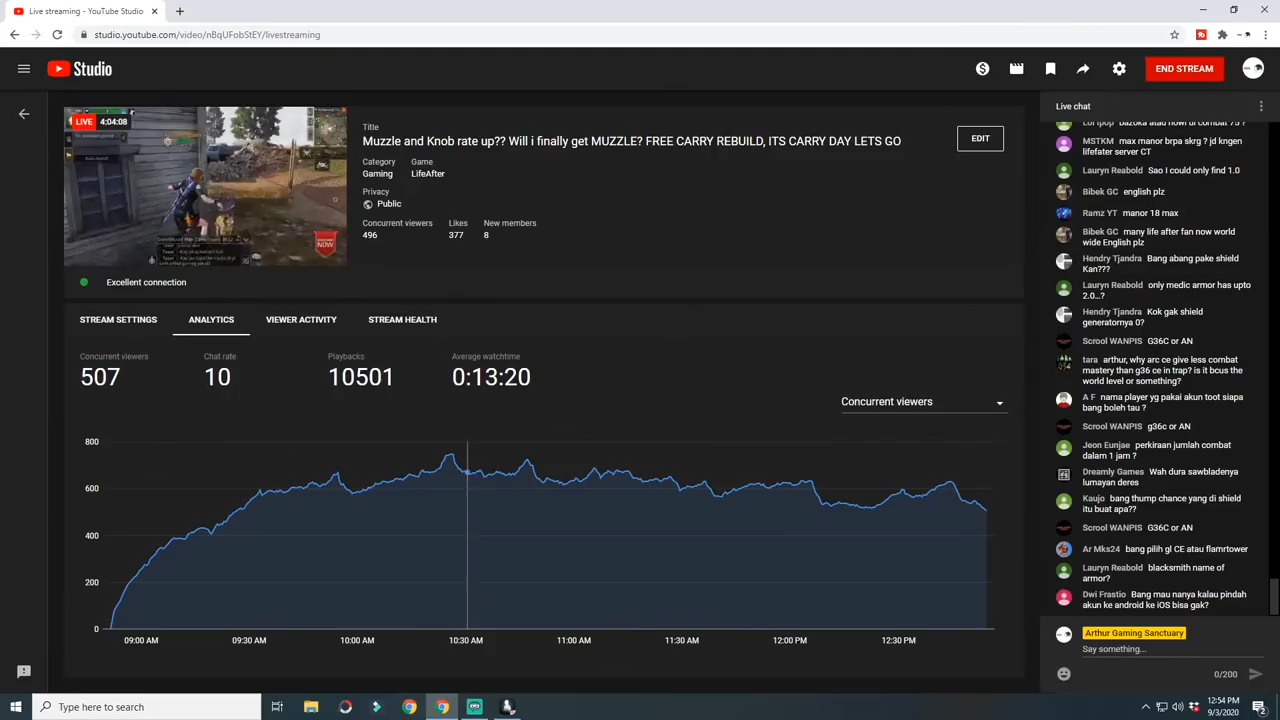 Live streaming - YouTube Studio
studio.youtube.com/video/nBqUFobStEY/livestreaming
Studio
END STREAM
LIVE 4:04:08
NOW
Title
Muzzle and Knob rate up?? Will i finally get MUZZLE? FREE CARRY REBUILD, ITS CARRY DAY LETS GO
EDIT
Category Game
Gaming LifeAfter
Privacy
Public
Concurrent viewers Likes New members
496 377 8
Excellent connection
STREAM SETTINGS ANALYTICS VIEWER ACTIVITY STREAM HEALTH
Concurrent viewers Chat rate Playbacks Average watchtime
507 10 10501 0:13:20
Concurrent viewers
800
600
400
200
0
09:00 AM 09:30 AM 10:00 AM 10:30 AM 11:00 AM 11:30 AM 12:00 PM 12:30 PM
Live chat
MSTKM max manor brpa skrg ? jd kngen
lifefater server CT
Lauryn Reabold Sao I could only find 1.0
Bibek GC english plz
Ramz YT manor 18 max
Bibek GC many life after fan now world
wide English plz
Hendry Tjandra Bang abang pake shield
Kan???
Lauryn Reabold only medic armor has upto
2.0..?
Hendry Tjandra Kok gak shield
generatornya 0?
Scrool WANPIS G36C or AN
tara arthur, why arc ce give less combat
mastery than g36 ce in trap? is it bcus the
world level or something?
A F nama player yg pakai akun toot siapa
bang boleh tau ?
Scrool WANPIS g36c or AN
Jeon Eunjae perkiraan jumlah combat
dalam 1 jam ?
Dreamly Games Wah dura sawbladenya
lumayan deres
Kaujo bang thump chance yang di shield
itu buat apa??
Scrool WANPIS G36C or AN
Ar Mks24 bang pilih gl CE atau flamrtower
Lauryn Reabold blacksmith name of
armor?
Dwi Frastio Bang mau nanya kalau pindah
akun ke android ke iOS bisa gak?
Arthur Gaming Sanctuary
Say something...
0/200
Type here to search
12:54 PM
9/3/2020
2